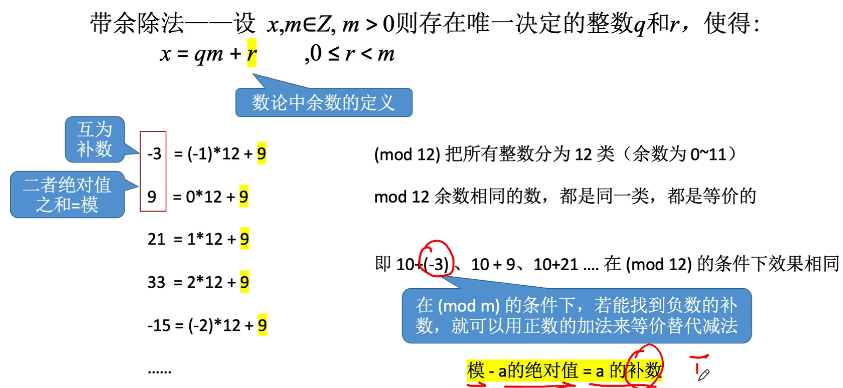 带余除法——设 x,m∈Z, m > 0则存在唯一决定的整数q和r，使得:
x = qm + r ,0 ≤ r < m
数论中余数的定义
互为
补数
-3 = (-1)*12 + 9
(mod 12) 把所有整数分为 12 类（余数为 0~11）
二者绝对值
之和=模
9 = 0*12 + 9
mod 12 余数相同的数，都是同一类，都是等价的
21 = 1*12 + 9
即 10+(-3)、10 + 9、10+21 .... 在 (mod 12) 的条件下效果相同
33 = 2*12 + 9
在 (mod m) 的条件下，若能找到负数的补
数，就可以用正数的加法来等价替代减法
-15 = (-2)*12 + 9
......
模 - a的绝对值 = a 的补数